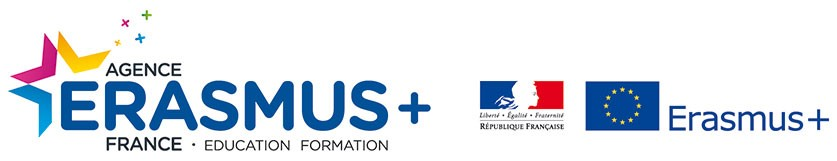 AGENCE
ERASMUS+
FRANCE • EDUCATION FORMATION
Liberté • Égalité • Fraternité
RÉPUBLIQUE FRANÇAISE
Erasmus+